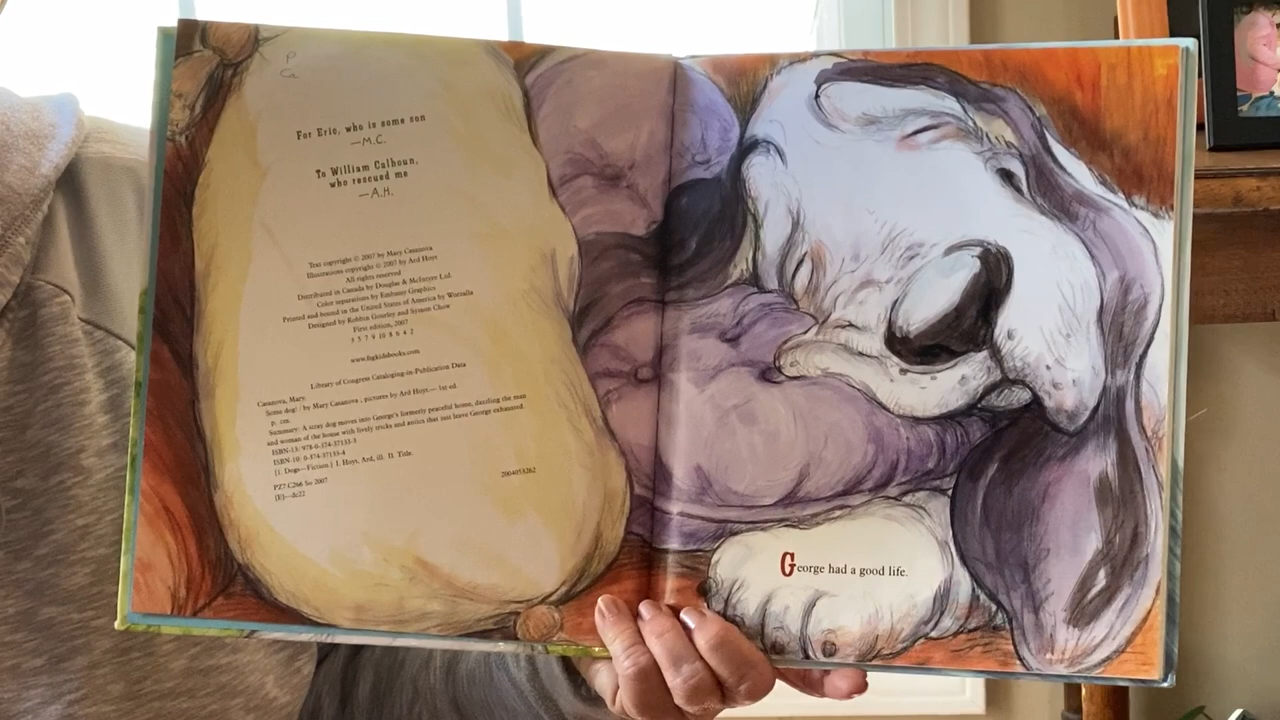 P
Ca
For Eric, who is some son
—M.C.
To William Calhoun,
who rescued me
—A.H.
Text copyright © 2007 by Mary Casanova
Illustrations copyright © 2007 by Ard Hoyt
All rights reserved
Distributed in Canada by Douglas & McIntyre Ltd.
Color separations by Embassy Graphics
Printed and bound in the United States of America by Worzalla
Designed by Robbin Gourley and Symon Chow
First edition, 2007
3 5 7 9 10 8 6 4 2
www.fsgkidsbooks.com
Library of Congress Cataloging-in-Publication Data
Casanova, Mary.
Some dog! / by Mary Casanova ; pictures by Ard Hoyt.— 1st ed.
p. cm.
Summary: A stray dog moves into George's formerly peaceful home, dazzling the man
and woman of the house with lively tricks and antics that just leave George exhausted.
ISBN-13: 978-0-374-37133-3
ISBN-10: 0-374-37133-4
[1. Dogs—Fiction.] I. Hoyt, Ard, ill. II. Title.
PZ7.C266 So 2007
[E]—dc22
2004053262
George had a good life.